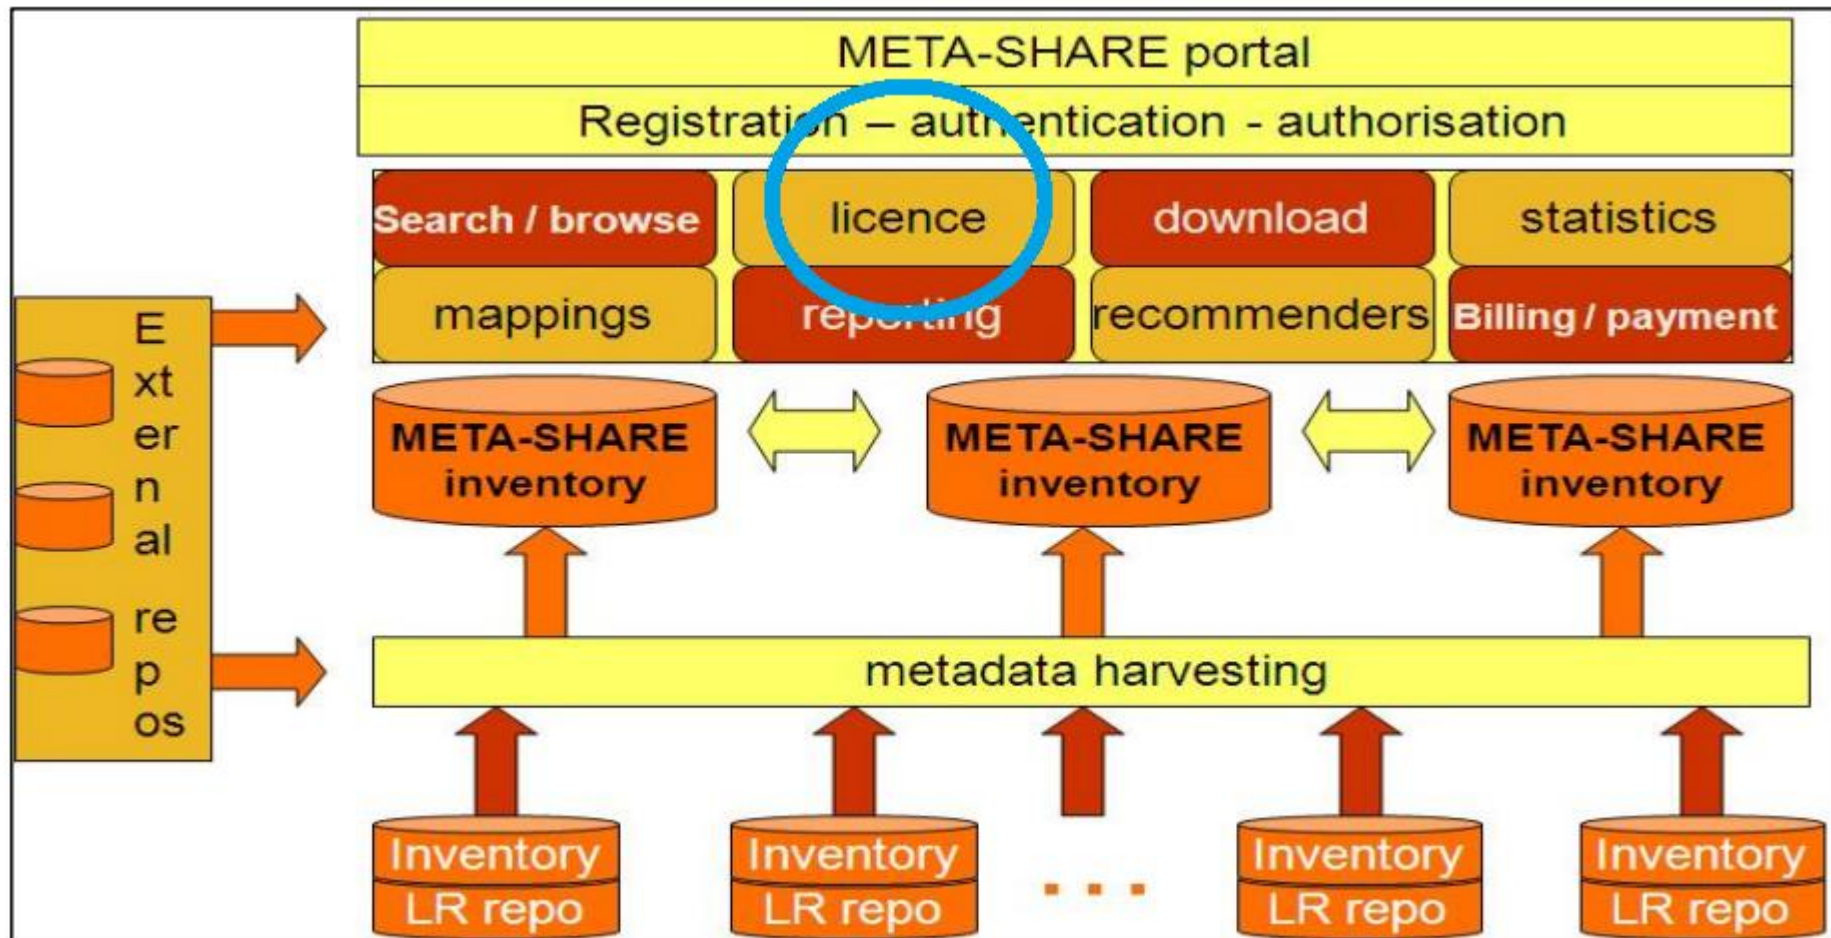 META-SHARE portal
Registration – authentication - authorisation
Search / browse
licence
download
statistics
mappings
reporting
recommenders
Billing / payment
E
xt
er
n
al
re
p
os
META-SHARE
inventory
META-SHARE
inventory
META-SHARE
inventory
metadata harvesting
Inventory
LR repo
Inventory
LR repo
. . .
Inventory
LR repo
Inventory
LR repo